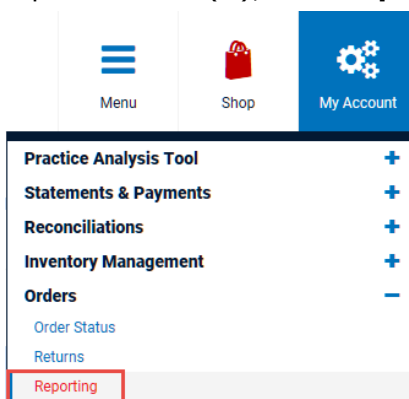 Menu
Shop
My Account
Practice Analysis Tool
Statements & Payments
Reconciliations
Inventory Management
Orders
Order Status
Returns
Reporting